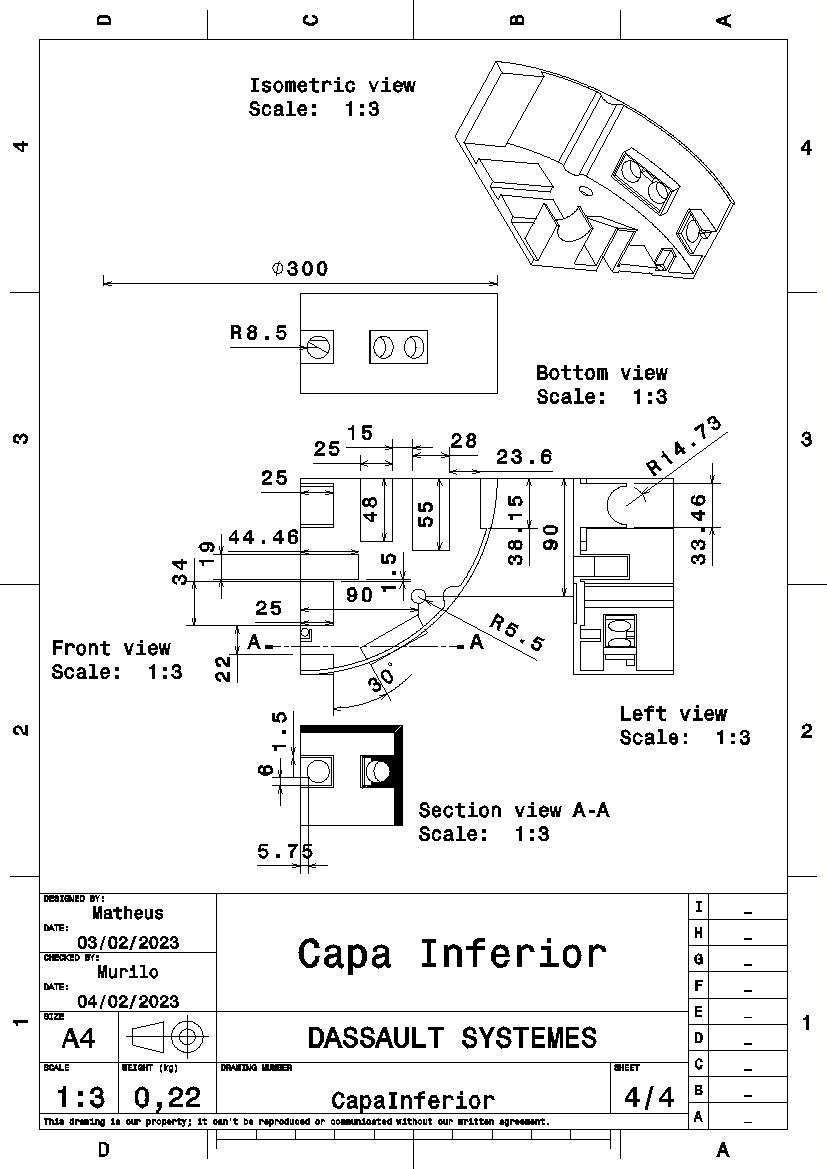 D
C
B
A
4
4
Isometric view
Scale: 1:3
Ø300
R8.5
Bottom view
Scale: 1:3
3
3
15
25
28
23.6
R14.73
25
48
55
38.15
90
33.46
44.46
19
34
1.5
90
25
R5.5
A
A
22
30°
Front view
Scale: 1:3
Left view
Scale: 1:3
2
2
1.5
6
5.75
Section view A-A
Scale: 1:3
DESIGNED BY:
Matheus
DATE:
03/02/2023
CHECKED BY:
Murilo
DATE:
04/02/2023
SIZE
A4
Capa Inferior
DASSAULT SYSTEMES
SCALE
1:3
WEIGHT (kg)
0,22
DRAWING NUMBER
CapaInferior
SHEET
4/4
I _
H _
G _
F _
E _
D _
C _
B _
A _
1
1
This drawing is our property; it can't be reproduced or communicated without our written agreement.
D
A